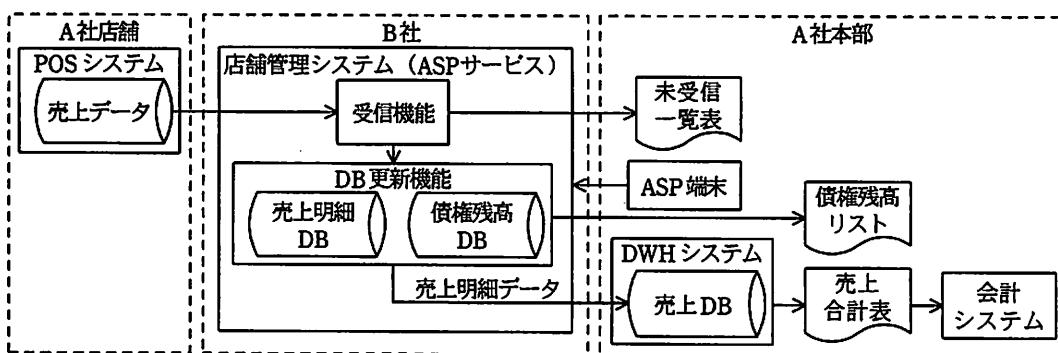 A社店舗
POSシステム
売上データ
B社
店舗管理システム(ASPサービス)
受信機能
DB更新機能
売上明細
DB
債権残高
DB
売上明細データ
A社本部
未受信
一覧表
ASP端末
債権残高
リスト
DWHシステム
売上DB
売上
合計表
会計
システム